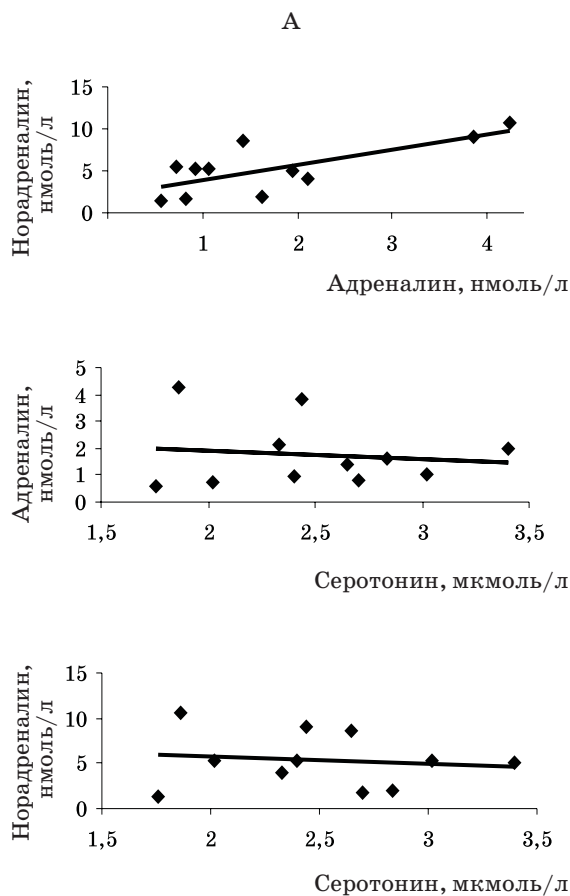 А
Норадреналин,
нмоль/л
15
10
5
0
1 2 3 4
Адреналин, нмоль/л
Адреналин,
нмоль/л
5
4
3
2
1
0
1,5 2 2,5 3 3,5
Серотонин, мкмоль/л
Норадреналин,
нмоль/л
15
10
5
0
1,5 2 2,5 3 3,5
Серотонин, мкмоль/л